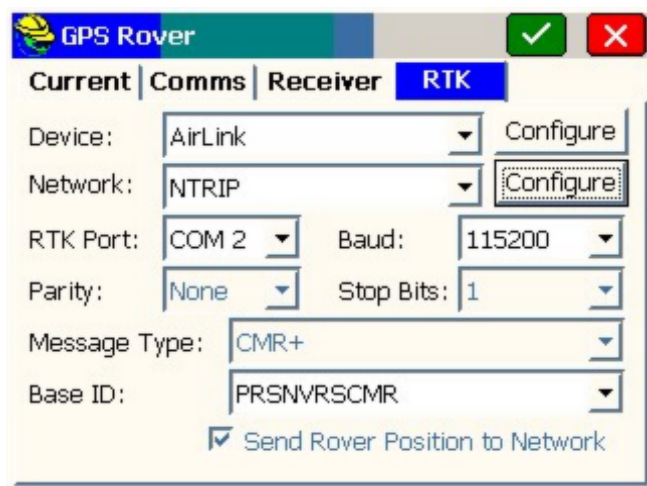 GPS Rover
Current Comms Receiver RTK
Device: AirLink Configure
Network: NTRIP Configure
RTK Port: COM 2 Baud: 115200
Parity: None Stop Bits: 1
Message Type: CMR+
Base ID: PRSNVRSCMR
Send Rover Position to Network